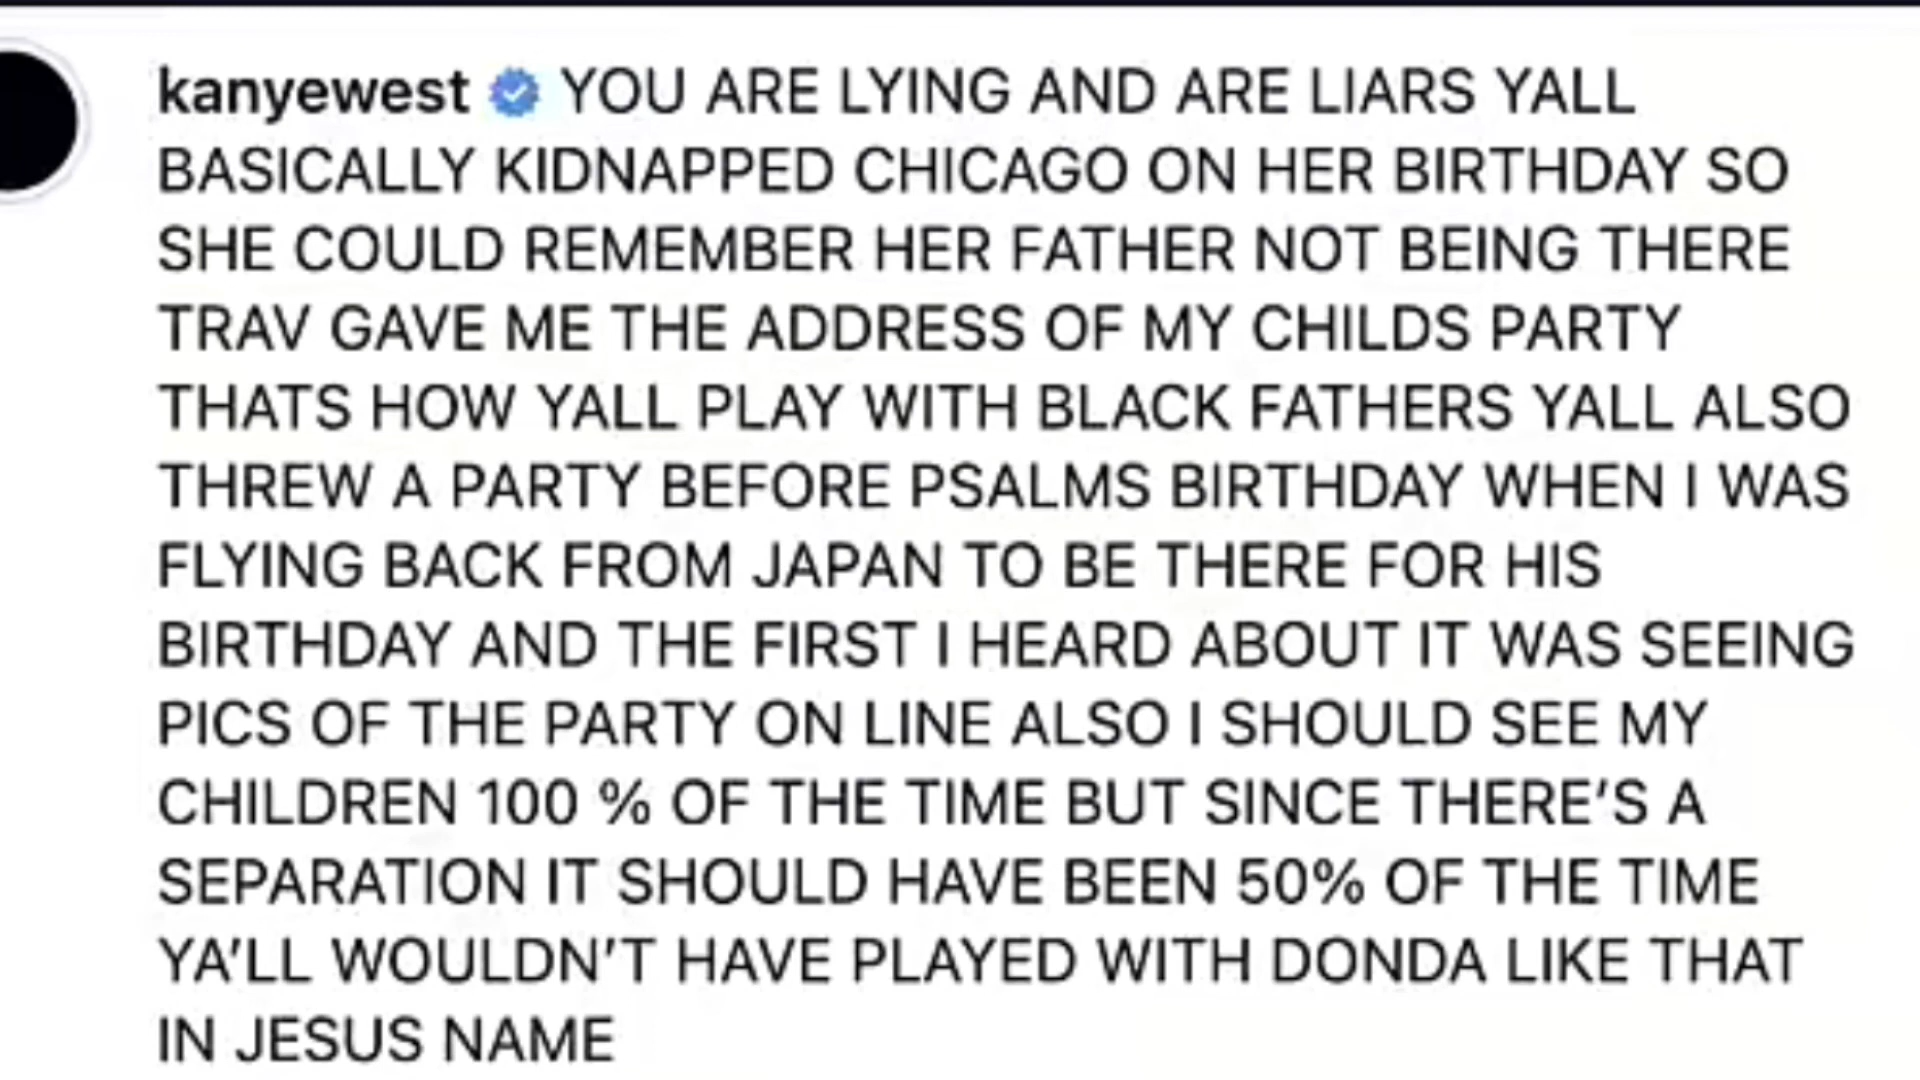 kanyewest YOU ARE LYING AND ARE LIARS YALL
BASICALLY KIDNAPPED CHICAGO ON HER BIRTHDAY SO
SHE COULD REMEMBER HER FATHER NOT BEING THERE
TRAV GAVE ME THE ADDRESS OF MY CHILDS PARTY
THATS HOW YALL PLAY WITH BLACK FATHERS YALL ALSO
THREW A PARTY BEFORE PSALMS BIRTHDAY WHEN I WAS
FLYING BACK FROM JAPAN TO BE THERE FOR HIS
BIRTHDAY AND THE FIRST I HEARD ABOUT IT WAS SEEING
PICS OF THE PARTY ON LINE ALSO I SHOULD SEE MY
CHILDREN 100 % OF THE TIME BUT SINCE THERE’S A
SEPARATION IT SHOULD HAVE BEEN 50% OF THE TIME
YA’LL WOULDN’T HAVE PLAYED WITH DONDA LIKE THAT
IN JESUS NAME